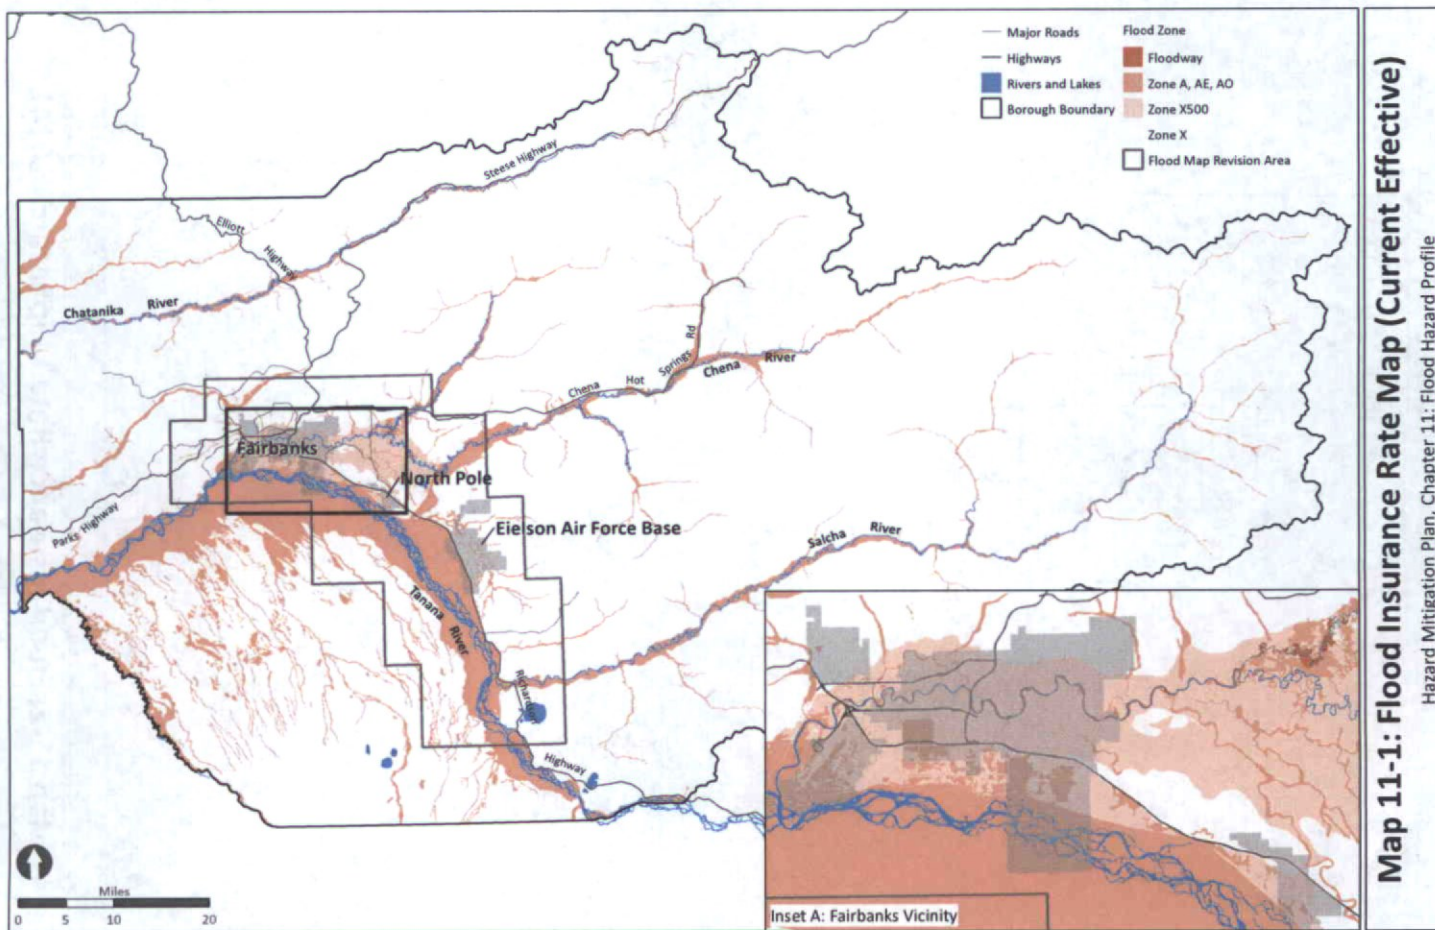 Major Roads
Highways
Rivers and Lakes
Borough Boundary
Flood Zone
Floodway
Zone A, AE, AO
Zone X500
Zone X
Flood Map Revision Area
Steese Highway
Elliott Highway
Chatanika River
Chena Hot Springs Rd
Chena River
Fairbanks
North Pole
Parks Highway
Eielson Air Force Base
Salcha River
Tanana River
Richardson Highway
Miles
0 5 10 20
Inset A: Fairbanks Vicinity
Map 11-1: Flood Insurance Rate Map (Current Effective)
Hazard Mitigation Plan, Chapter 11: Flood Hazard Profile